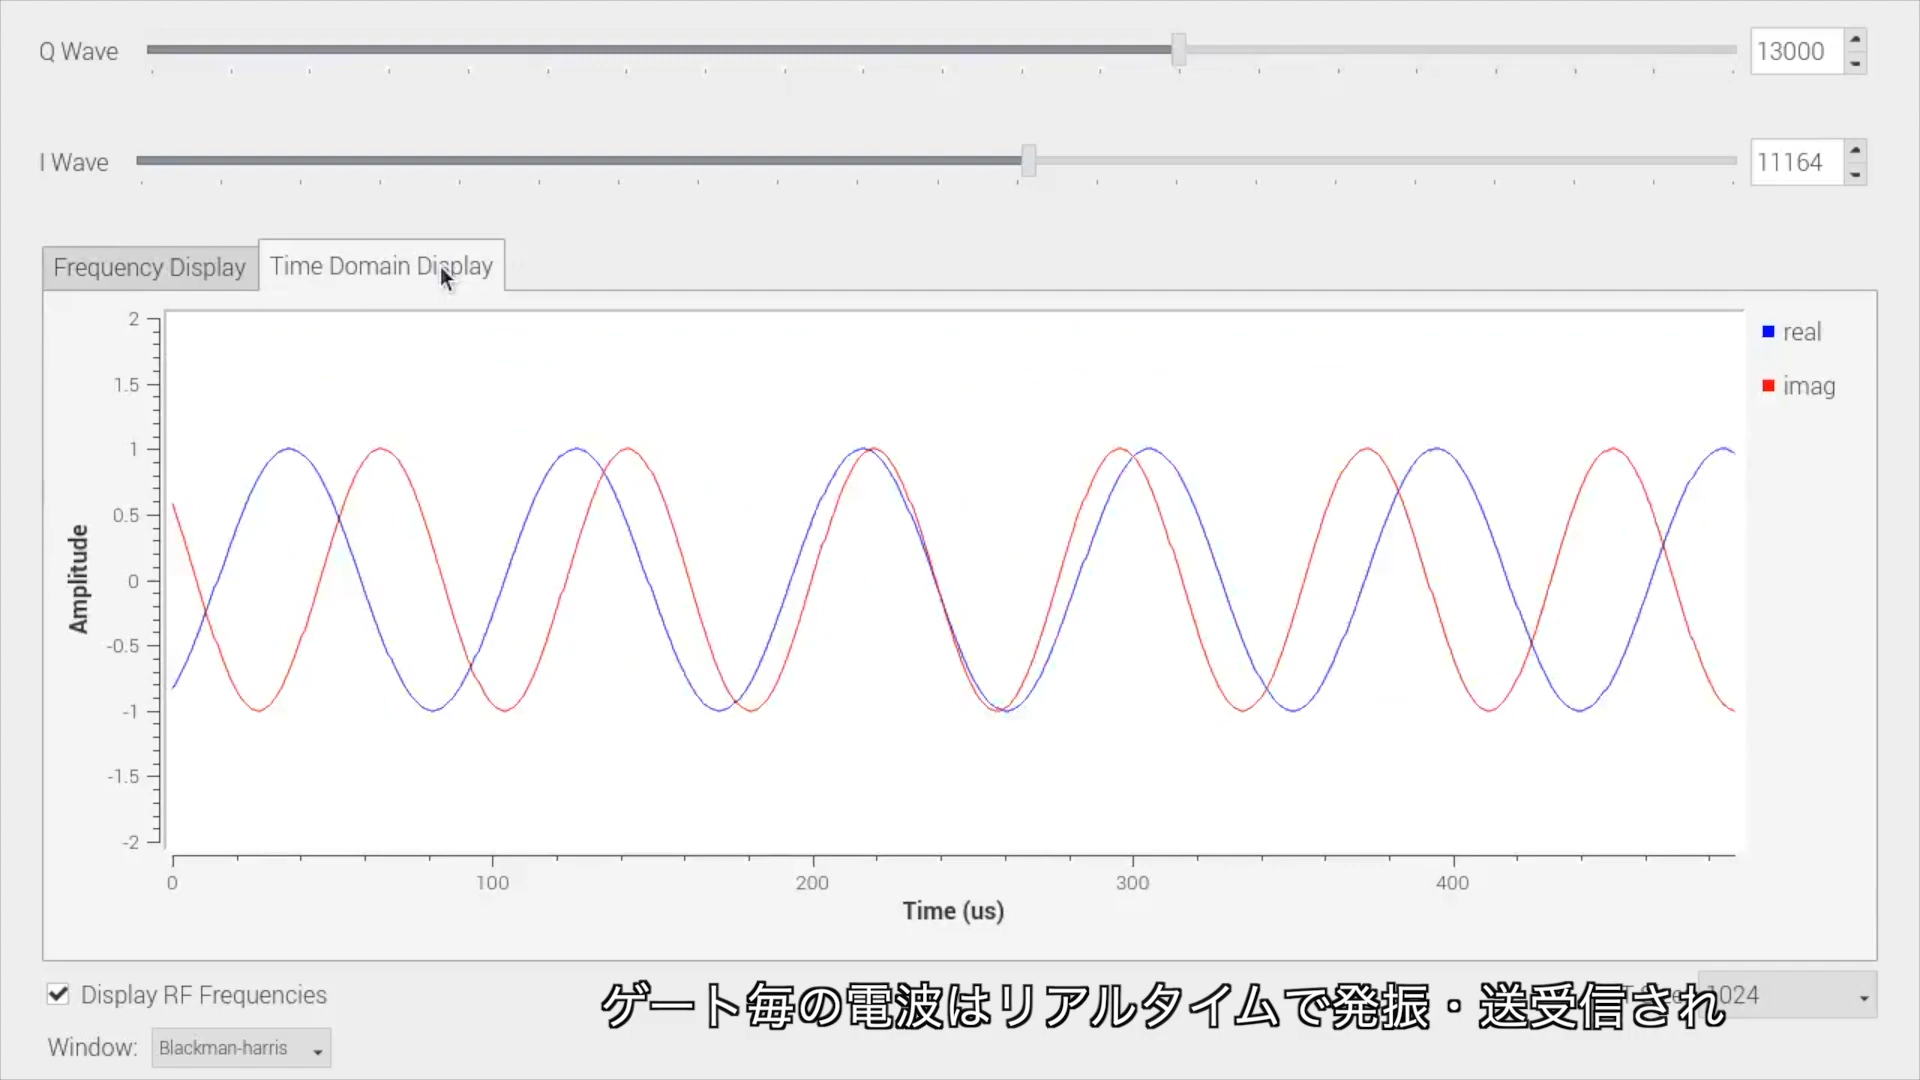 Q Wave
13000
I Wave
11164
Frequency Display
Time Domain Display
2
1.5
1
0.5
0
-0.5
-1
-1.5
-2
Amplitude
real
imag
0
100
200
300
400
Time (us)
Display RF Frequencies
1024
ゲート毎の電波はリアルタイムで発振・送受信され
Window:
Blackman-harris